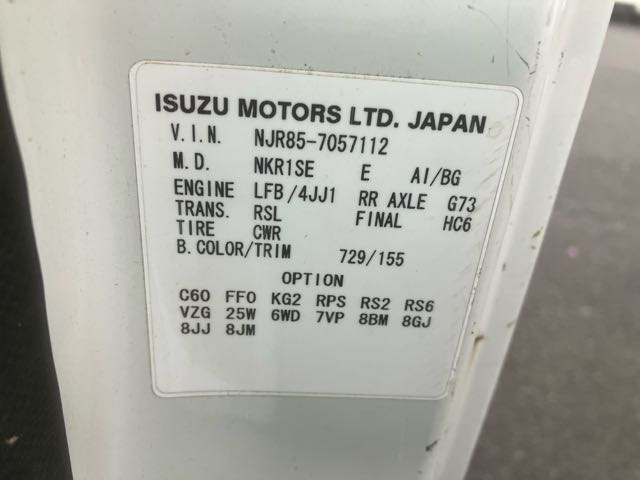 ISUZU MOTORS LTD. JAPAN
V.I.N. NJR85-7057112
M.D. NKR1SE E AI/BG
ENGINE LFB/4JJ1 RR AXLE G73
TRANS. RSL FINAL HC6
TIRE CWR
B.COLOR/TRIM 729/155
OPTION
C60 FF0 KG2 RPS RS2 RS6
VZG 25W 6WD 7VP 8BM 8GJ
8JJ 8JM